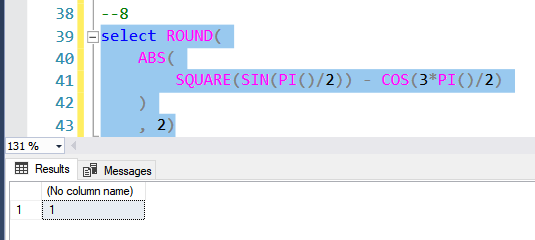 38 --8
39 select ROUND(
40 ABS(
41 SQUARE(SIN(PI()/2)) - COS(3*PI()/2)
42 )
43 , 2)
131 %
Results Messages
(No column name)
1 1